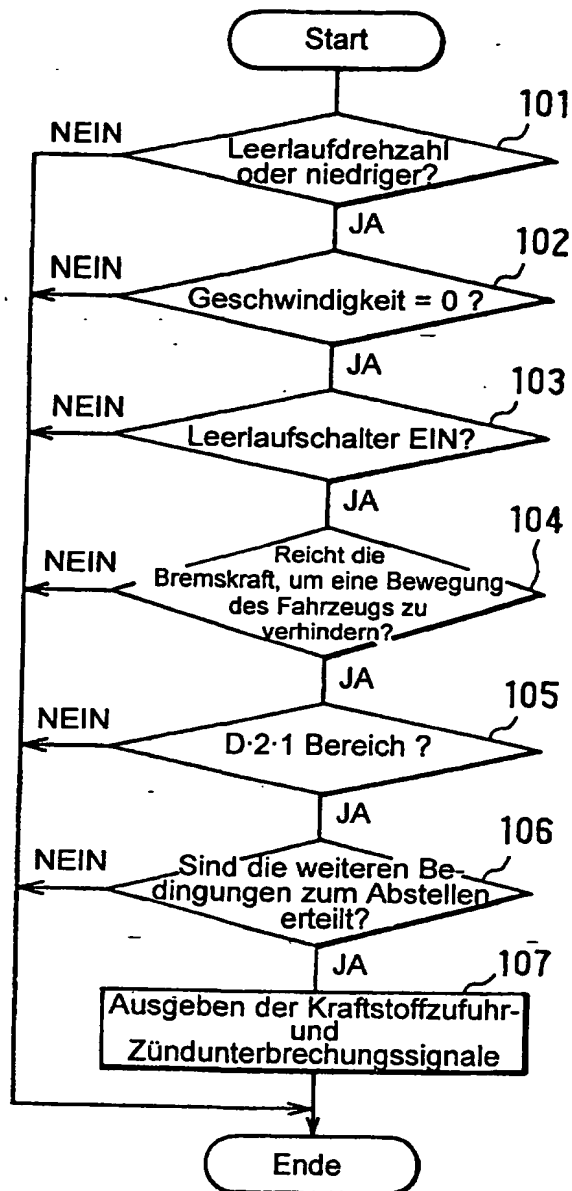 Start
101
NEIN
Leerlaufdrehzahl
oder niedriger?
JA
102
NEIN
Geschwindigkeit = 0 ?
JA
103
NEIN
Leerlaufschalter EIN?
JA
104
NEIN
Reicht die
Bremskraft, um eine Bewegung
des Fahrzeugs zu
verhindern?
JA
105
NEIN
D·2·1 Bereich ?
JA
106
NEIN
Sind die weiteren Be-
dingungen zum Abstellen
erteilt?
JA
107
Ausgeben der Kraftstoffzufuhr-
und
Zündunterbrechungssignale
Ende